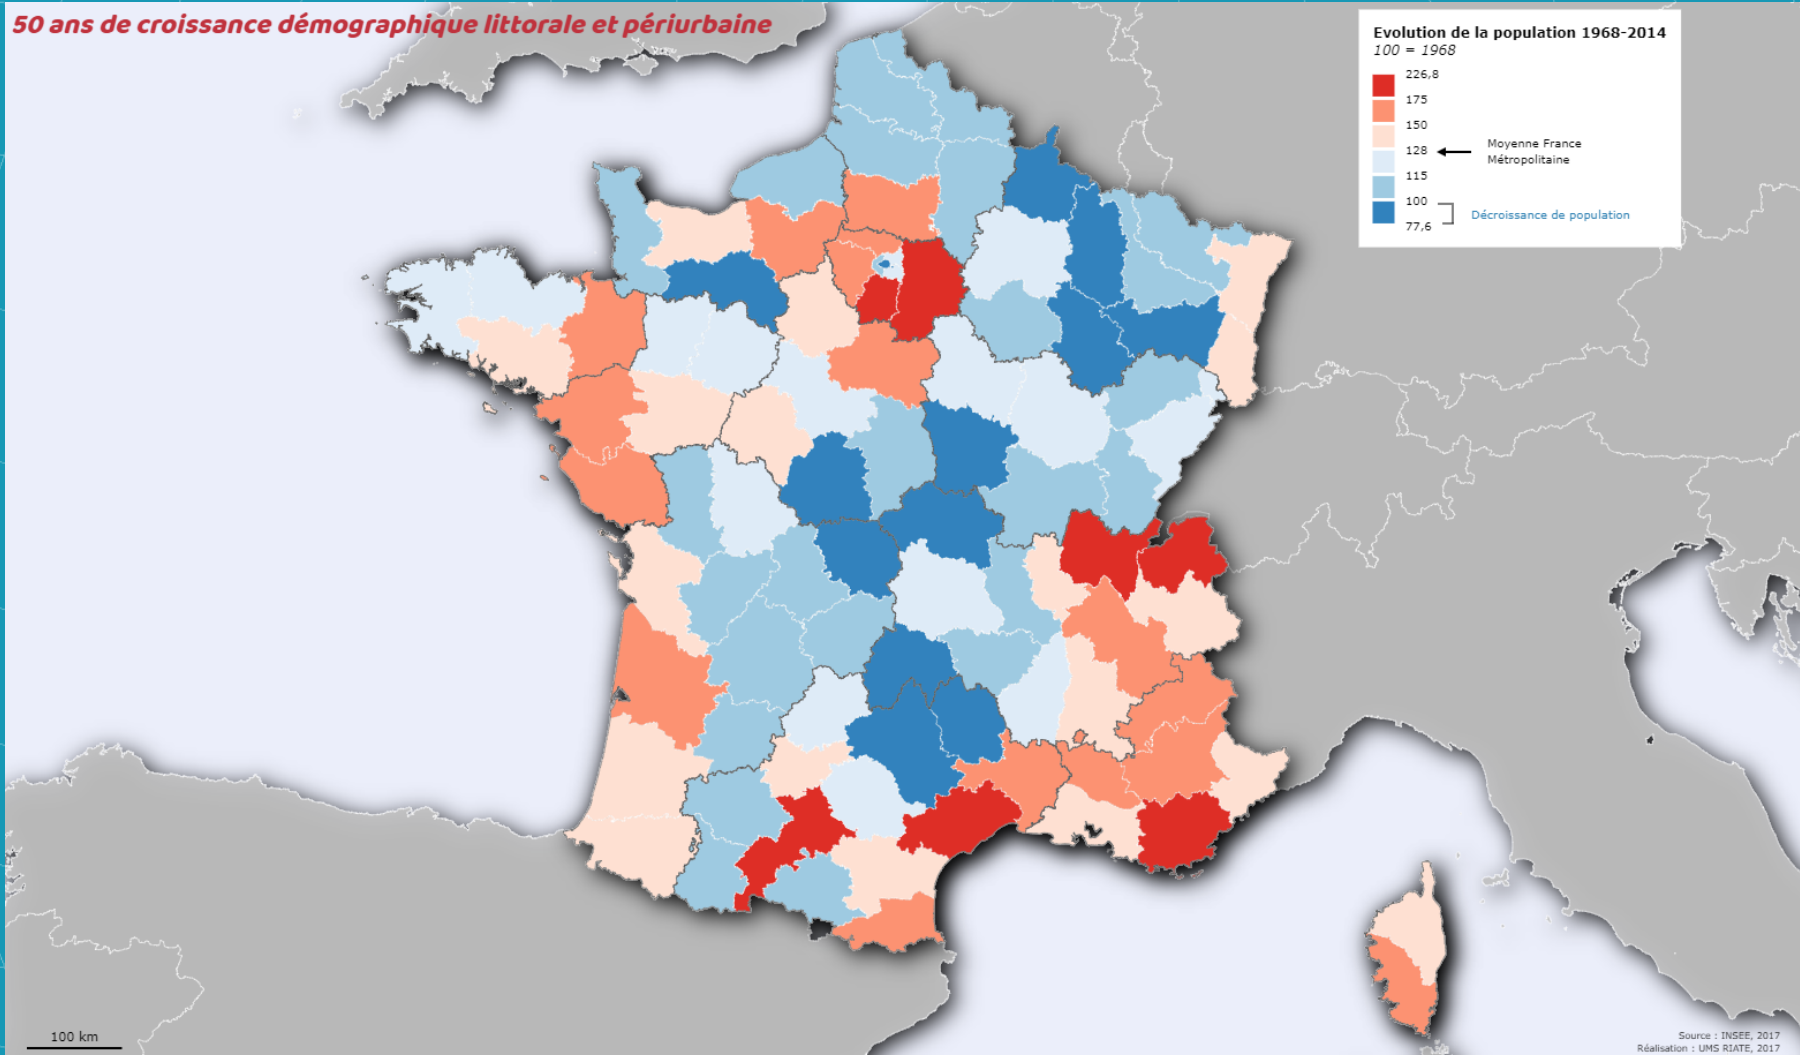 50 ans de croissance démographique littorale et périurbaine
Evolution de la population 1968-2014
100 = 1968
226,8
175
150
128
Moyenne France
Métropolitaine
115
100
Décroissance de population
77,6
100 km
Source : INSEE, 2017
Réalisation : UMS RIATE, 2017